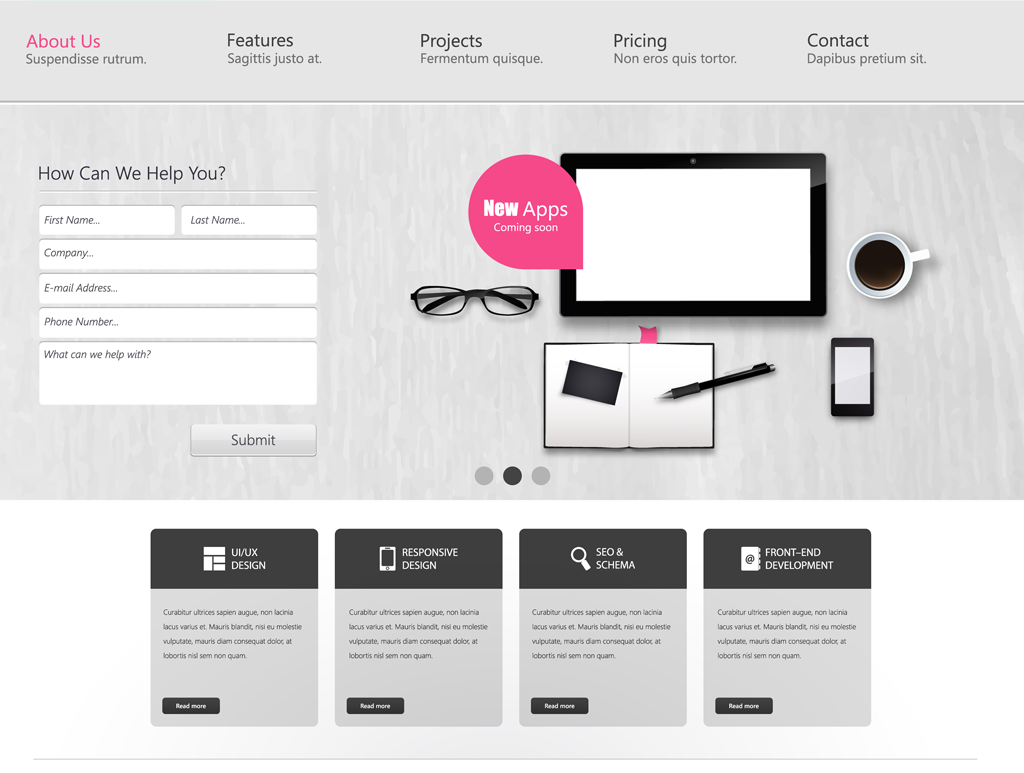 About Us
Suspendisse rutrum.
Features
Sagittis justo at.
Projects
Fermentum quisque.
Pricing
Non eros quis tortor.
Contact
Dapibus pretium sit.
How Can We Help You?
First Name...
Last Name...
Company...
E-mail Address...
Phone Number...
What can we help with?
Submit
New Apps
Coming soon
UI/UX
DESIGN
Curabitur ultrices sapien augue, non lacinia
lacus varius et. Mauris blandit, nisi eu molestie
vulputate, mauris diam consequat dolor, at
lobortis nisl sem non quam.
Read more
RESPONSIVE
DESIGN
Curabitur ultrices sapien augue, non lacinia
lacus varius et. Mauris blandit, nisi eu molestie
vulputate, mauris diam consequat dolor, at
lobortis nisl sem non quam.
Read more
SEO &
SCHEMA
Curabitur ultrices sapien augue, non lacinia
lacus varius et. Mauris blandit, nisi eu molestie
vulputate, mauris diam consequat dolor, at
lobortis nisl sem non quam.
Read more
@
FRONT–END
DEVELOPMENT
Curabitur ultrices sapien augue, non lacinia
lacus varius et. Mauris blandit, nisi eu molestie
vulputate, mauris diam consequat dolor, at
lobortis nisl sem non quam.
Read more